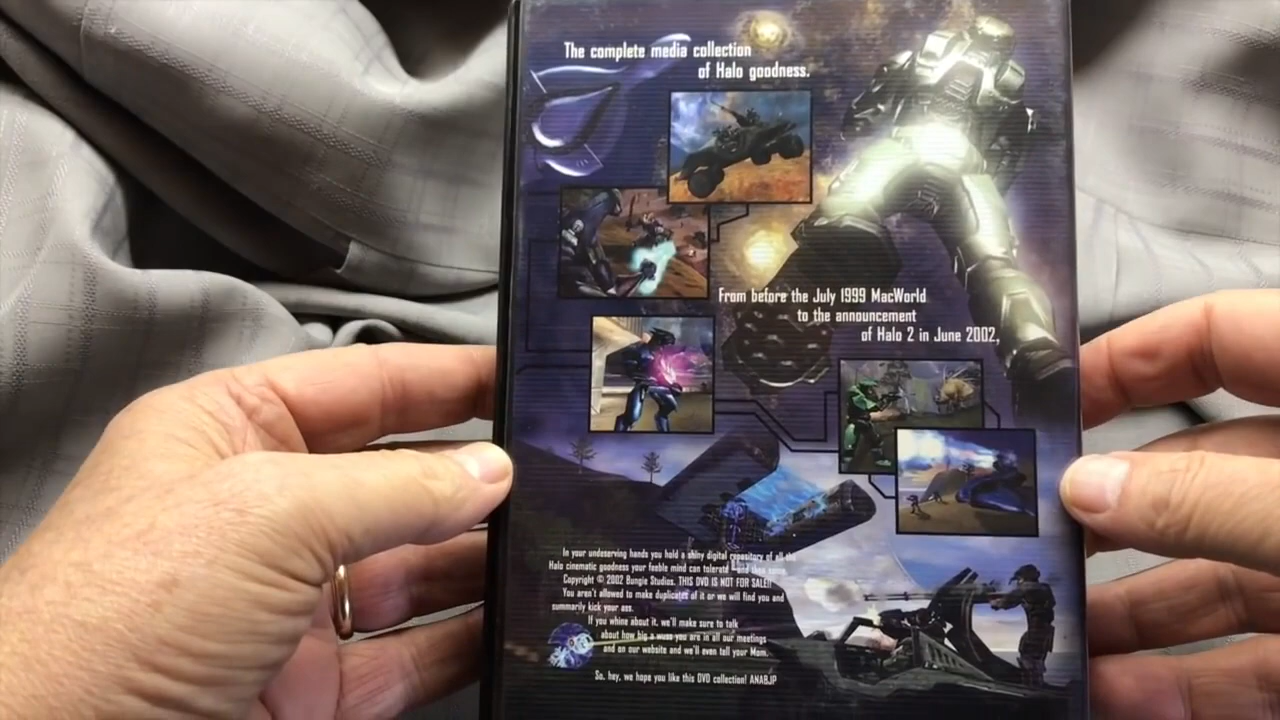 The complete media collection
of Halo goodness.
From before the July 1999 MacWorld
to the announcement
of Halo 2 in June 2002,
In your undeserving hands you hold a shiny digital repository of all the
Halo cinematic goodness your feeble mind can tolerate – and then some.
Copyright © 2002 Bungie Studios. THIS DVD IS NOT FOR SALE!!
You aren't allowed to make duplicates of it or we will find you and
summarily kick your ass.
If you whine about it, we'll make sure to talk
about how big a wuss you are in all our meetings
and on our website and we'll even tell your Mom.
So, hey, we hope you like this DVD collection! ANABJP